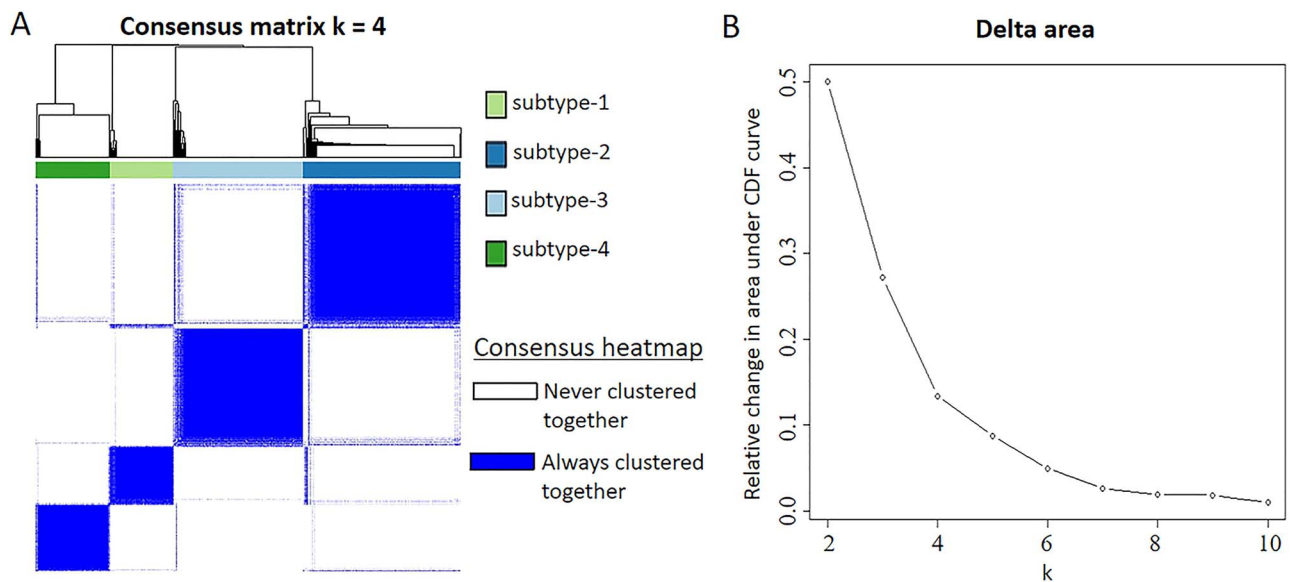 A
Consensus matrix k = 4
subtype-1
subtype-2
subtype-3
subtype-4
Consensus heatmap
Never clustered
together
Always clustered
together
B
Delta area
Relative change in area under CDF curve
0.5
0.4
0.3
0.2
0.1
0.0
2
4
6
8
10
k